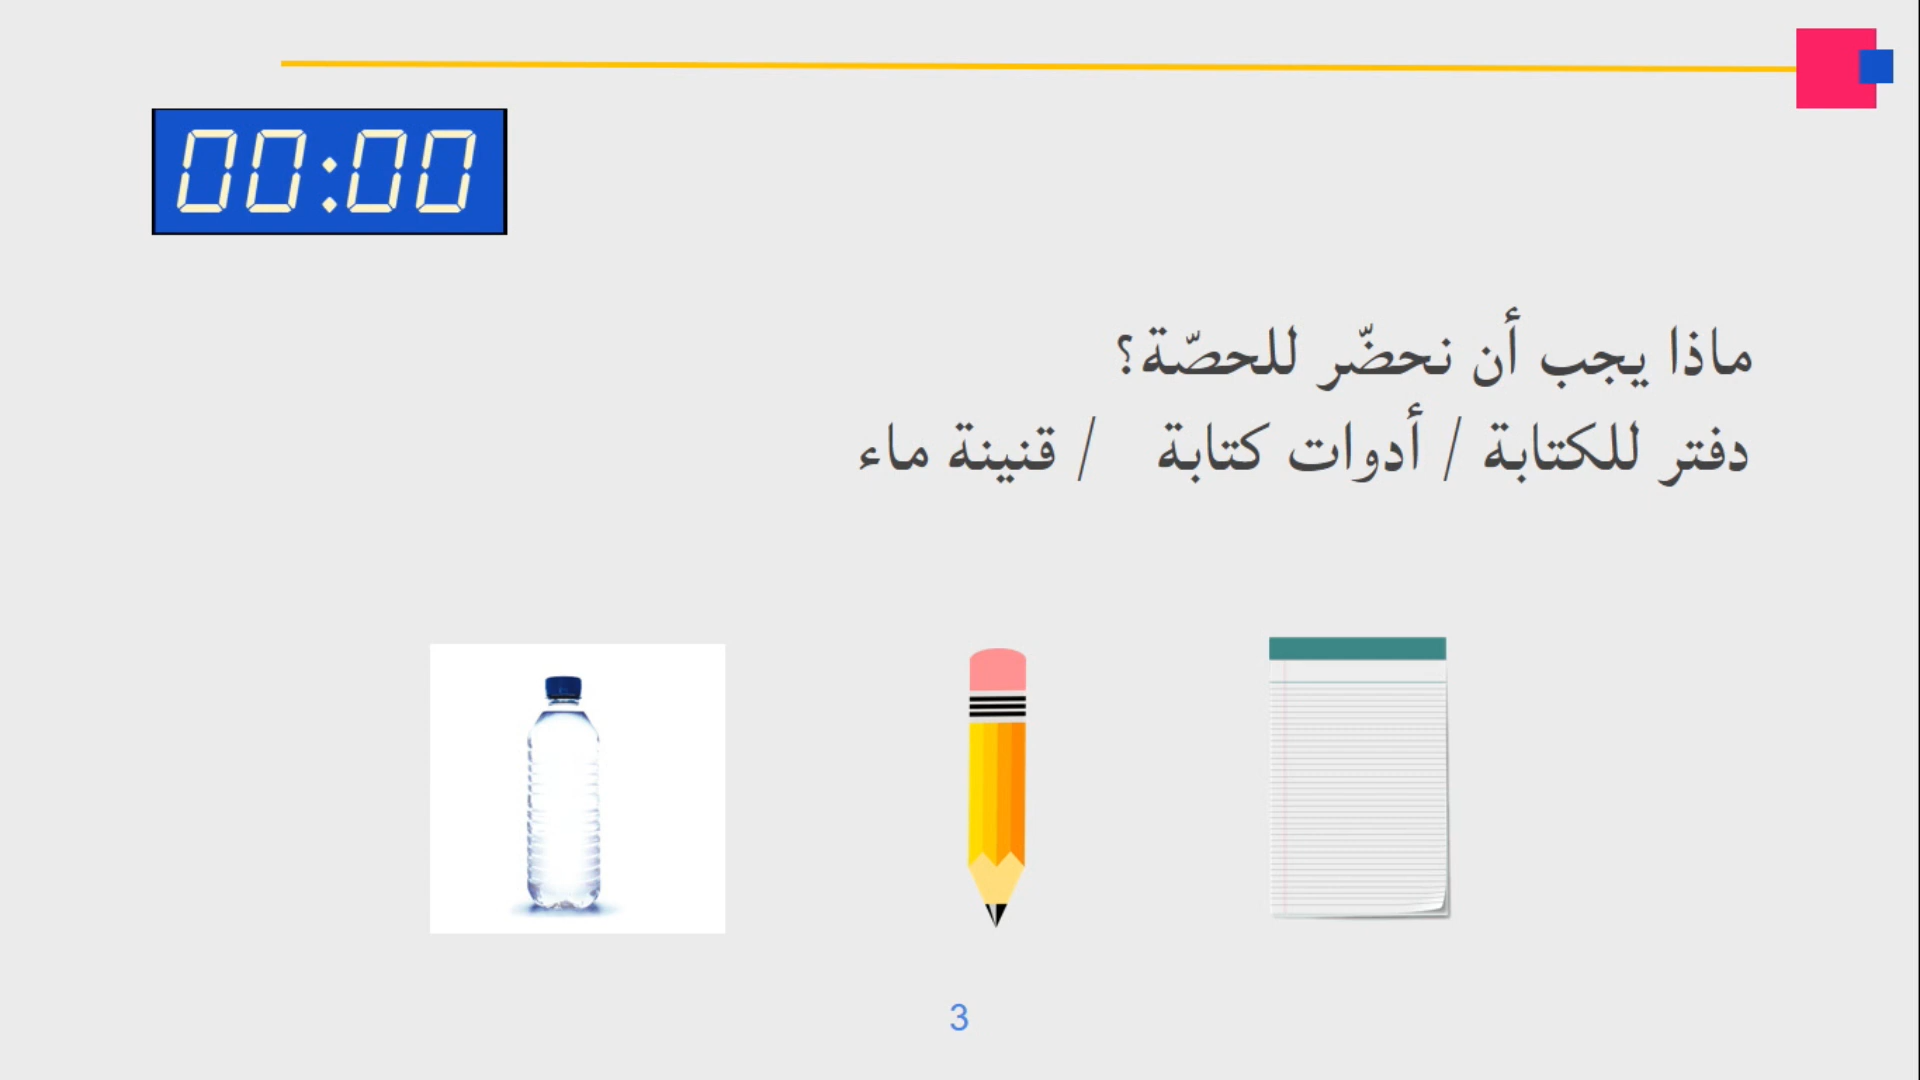 00:00
ماذا يجب أن نحضّر للحصّة؟
دفتر للكتابة / أدوات كتابة / قنينة ماء
3